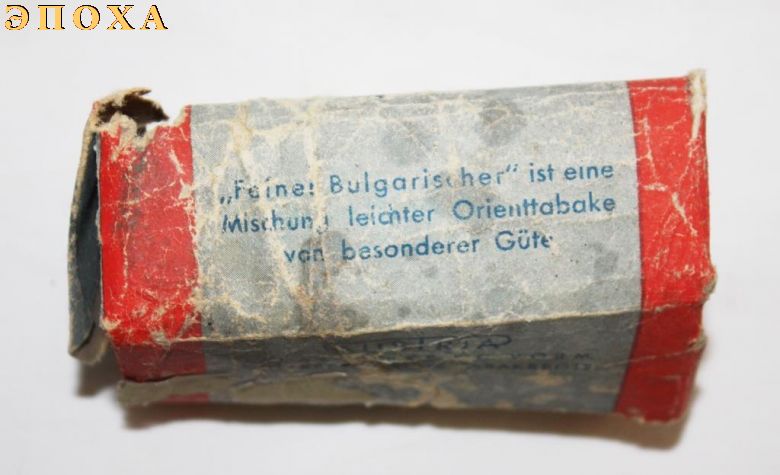 ЭПОХА
„Feiner Bulgarischer“ ist eine
Mischung leichter Orienttabake
von besonderer Güte